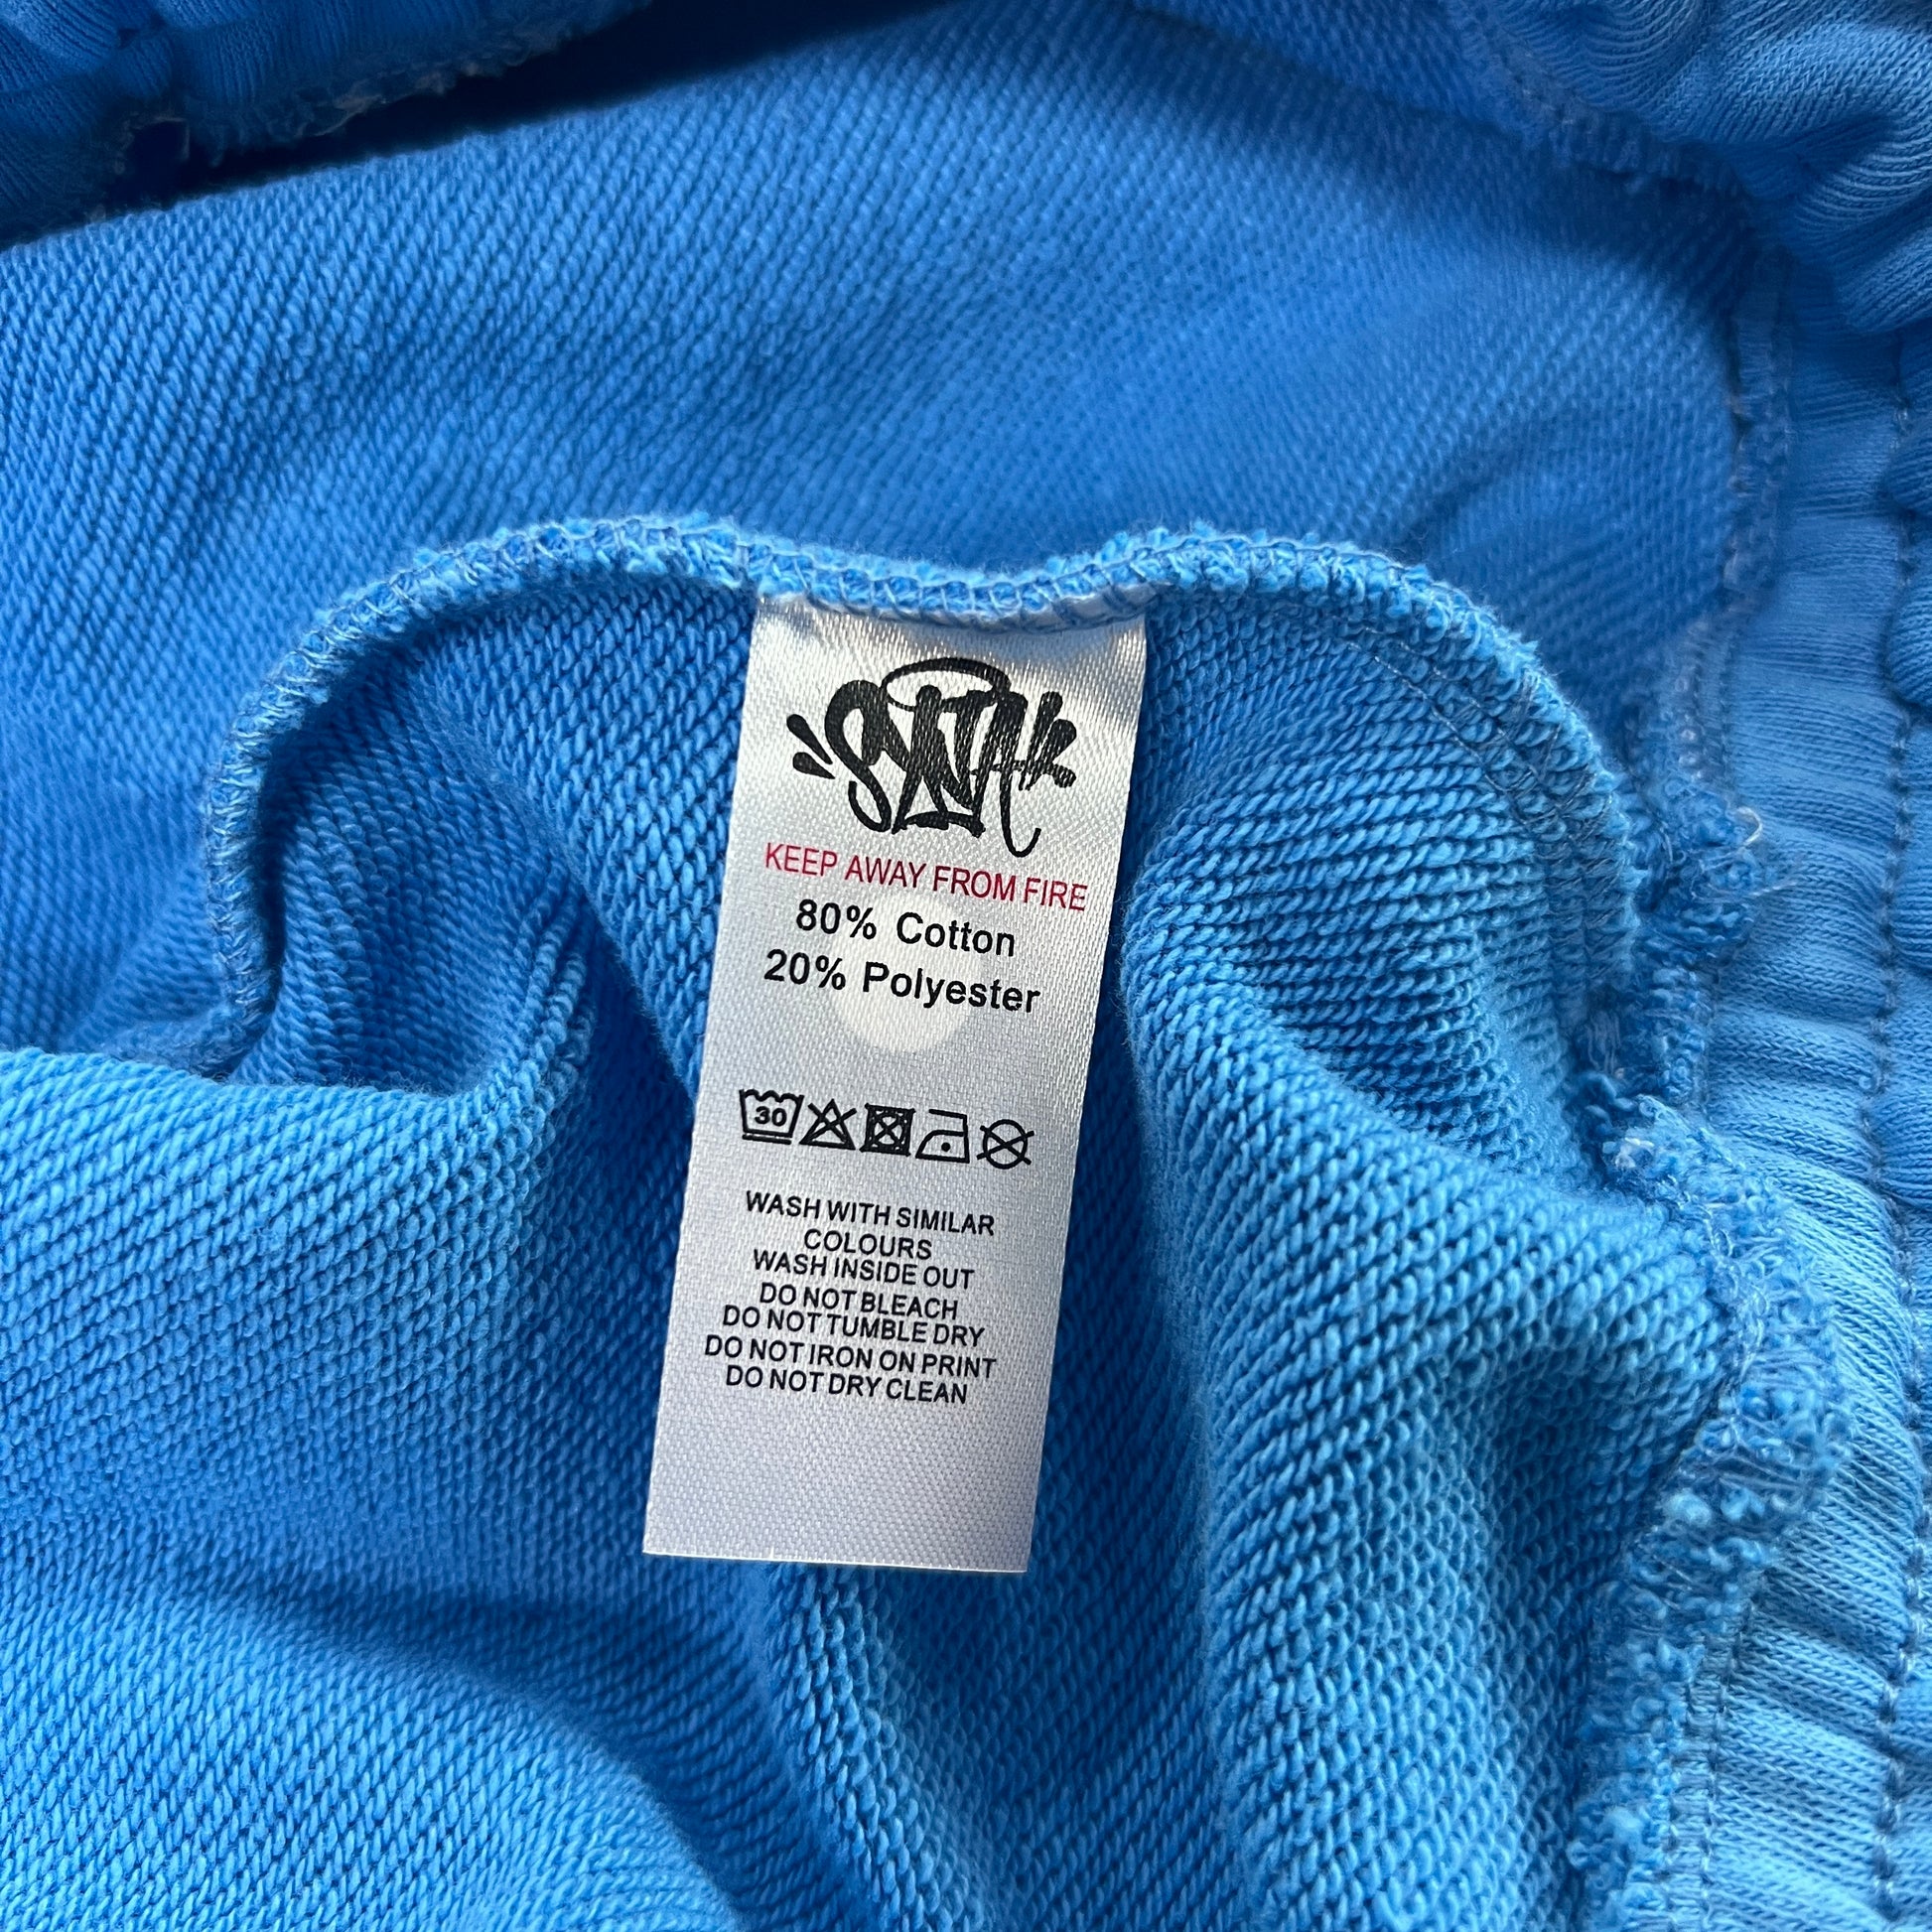 SYNA
KEEP AWAY FROM FIRE
80% Cotton
20% Polyester
30
WASH WITH SIMILAR
COLOURS
WASH INSIDE OUT
DO NOT BLEACH
DO NOT TUMBLE DRY
DO NOT IRON ON PRINT
DO NOT DRY CLEAN